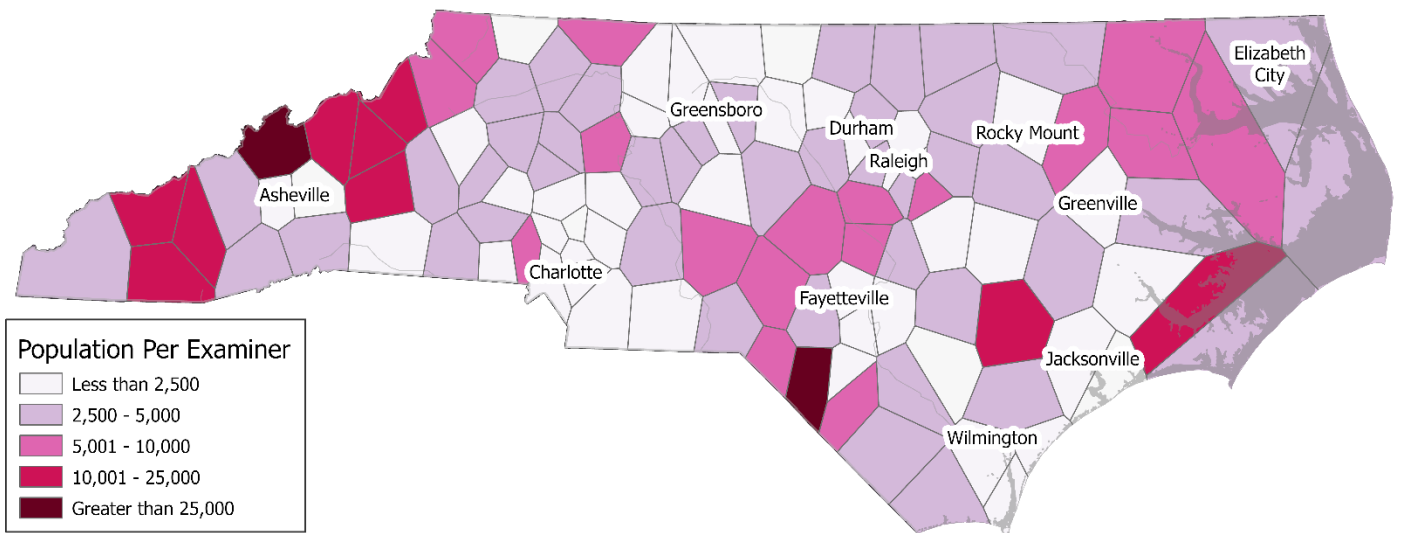 Elizabeth
City
Greensboro
Durham
Rocky Mount
Raleigh
Asheville
Greenville
Charlotte
Fayetteville
Jacksonville
Wilmington
Population Per Examiner
Less than 2,500
2,500 - 5,000
5,001 - 10,000
10,001 - 25,000
Greater than 25,000